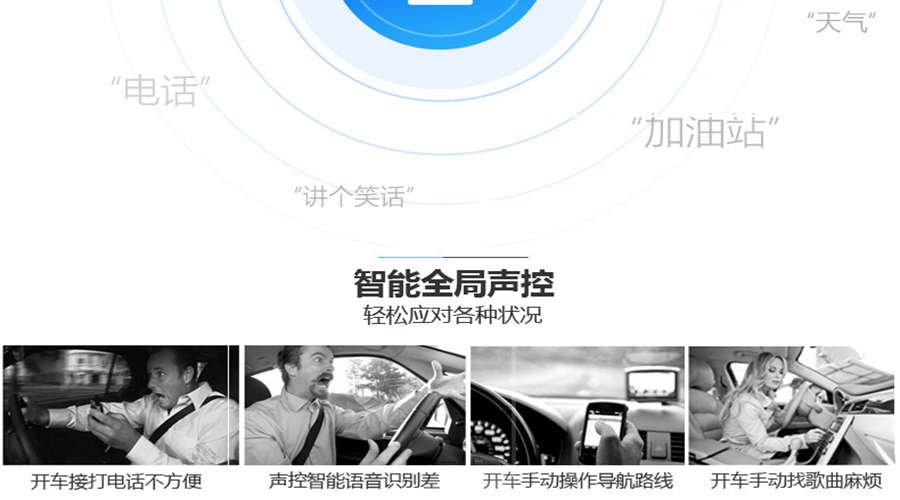 “天气”
“电话”
“加油站”
“讲个笑话”
智能全局声控
轻松应对各种状况
开车接打电话不方便
声控智能语音识别差
开车手动操作导航路线
开车手动找歌曲麻烦